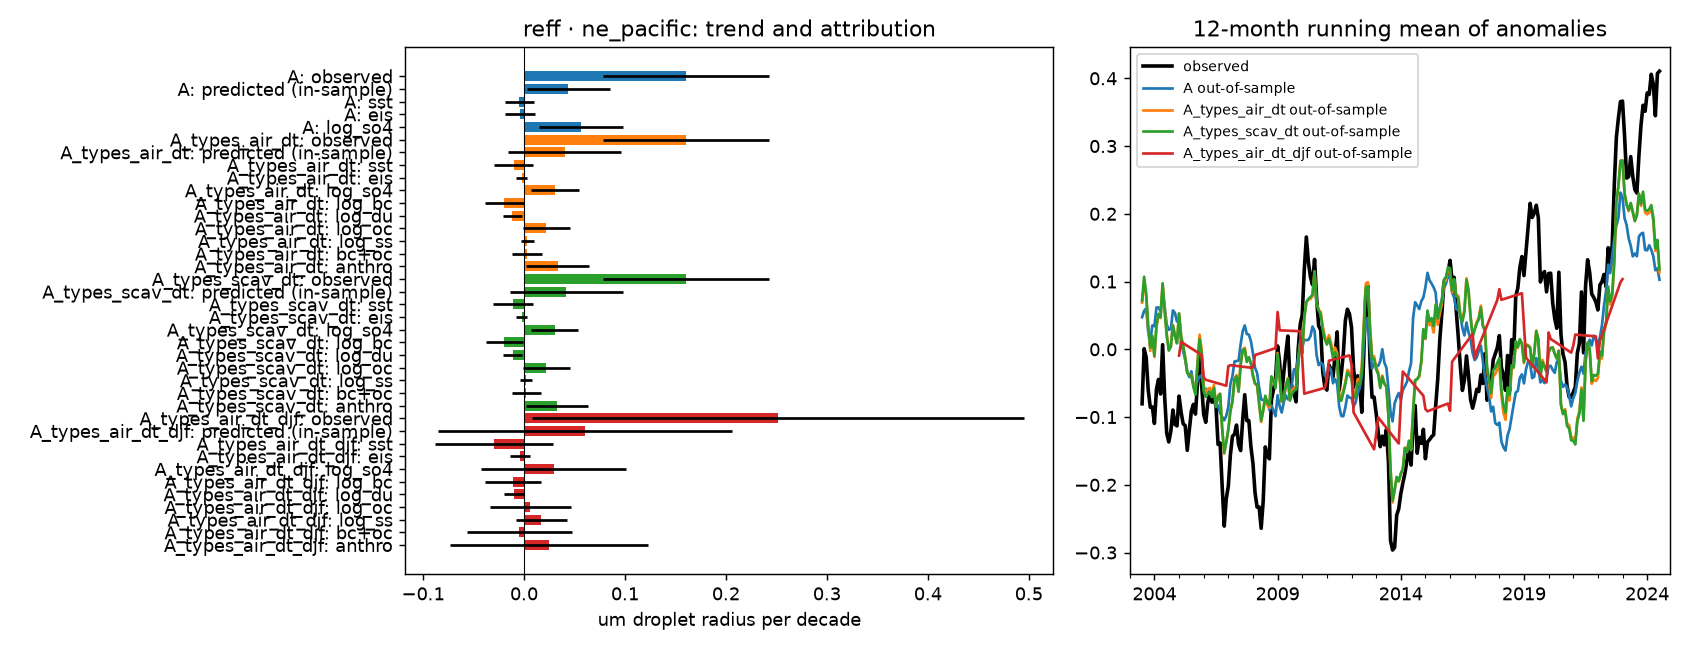 reff · ne_pacific: trend and attribution
A: observed
A: predicted (in-sample)
A: sst
A: eis
A: log_so4
A_types_air_dt: observed
A_types_air_dt: predicted (in-sample)
A_types_air_dt: sst
A_types_air_dt: eis
A_types_air_dt: log_so4
A_types_air_dt: log_bc
A_types_air_dt: log_du
A_types_air_dt: log_oc
A_types_air_dt: log_ss
A_types_air_dt: bc+oc
A_types_air_dt: anthro
A_types_scav_dt: observed
A_types_scav_dt: predicted (in-sample)
A_types_scav_dt: sst
A_types_scav_dt: eis
A_types_scav_dt: log_so4
A_types_scav_dt: log_bc
A_types_scav_dt: log_du
A_types_scav_dt: log_oc
A_types_scav_dt: log_ss
A_types_scav_dt: bc+oc
A_types_scav_dt: anthro
A_types_air_dt_djf: observed
A_types_air_dt_djf: predicted (in-sample)
A_types_air_dt_djf: sst
A_types_air_dt_djf: eis
A_types_air_dt_djf: log_so4
A_types_air_dt_djf: log_bc
A_types_air_dt_djf: log_du
A_types_air_dt_djf: log_oc
A_types_air_dt_djf: log_ss
A_types_air_dt_djf: bc+oc
A_types_air_dt_djf: anthro
−0.1 0.0 0.1 0.2 0.3 0.4 0.5
um droplet radius per decade
12-month running mean of anomalies
observed
A out-of-sample
A_types_air_dt out-of-sample
A_types_scav_dt out-of-sample
A_types_air_dt_djf out-of-sample
0.4
0.3
0.2
0.1
0.0
−0.1
−0.2
−0.3
2004 2009 2014 2019 2024